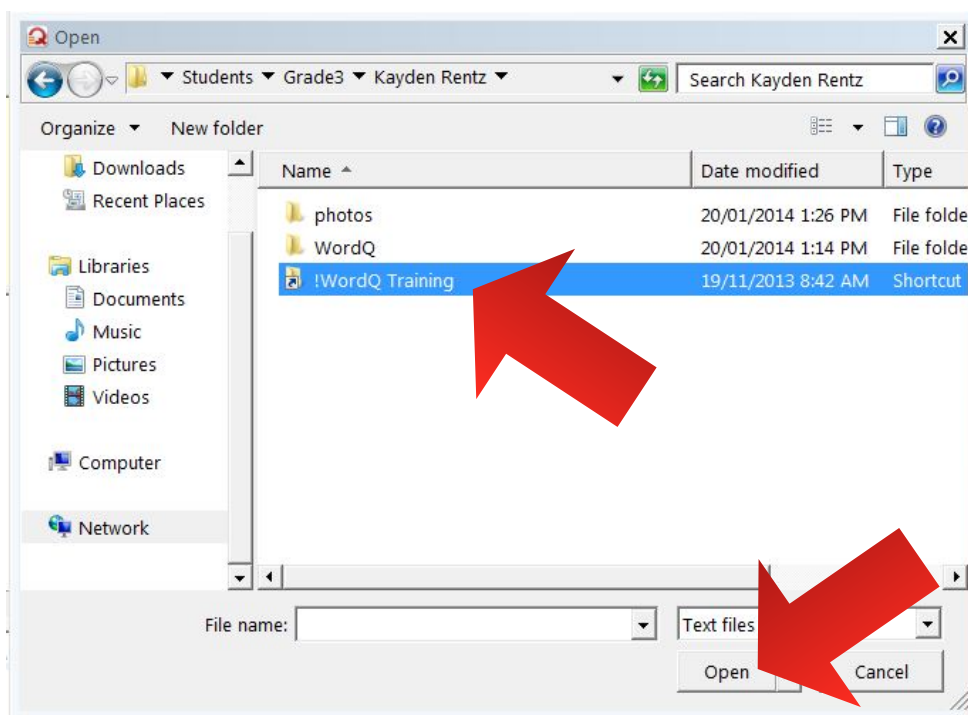 Open
Students Grade3 Kayden Rentz Search Kayden Rentz
Organize New folder
Name Date modified Type
Downloads
Recent Places
photos 20/01/2014 1:26 PM File folde
WordQ 20/01/2014 1:14 PM File folde
!WordQ Training 19/11/2013 8:42 AM Shortcut
Libraries
Documents
Music
Pictures
Videos
Computer
Network
File name: Text files
Open Cancel